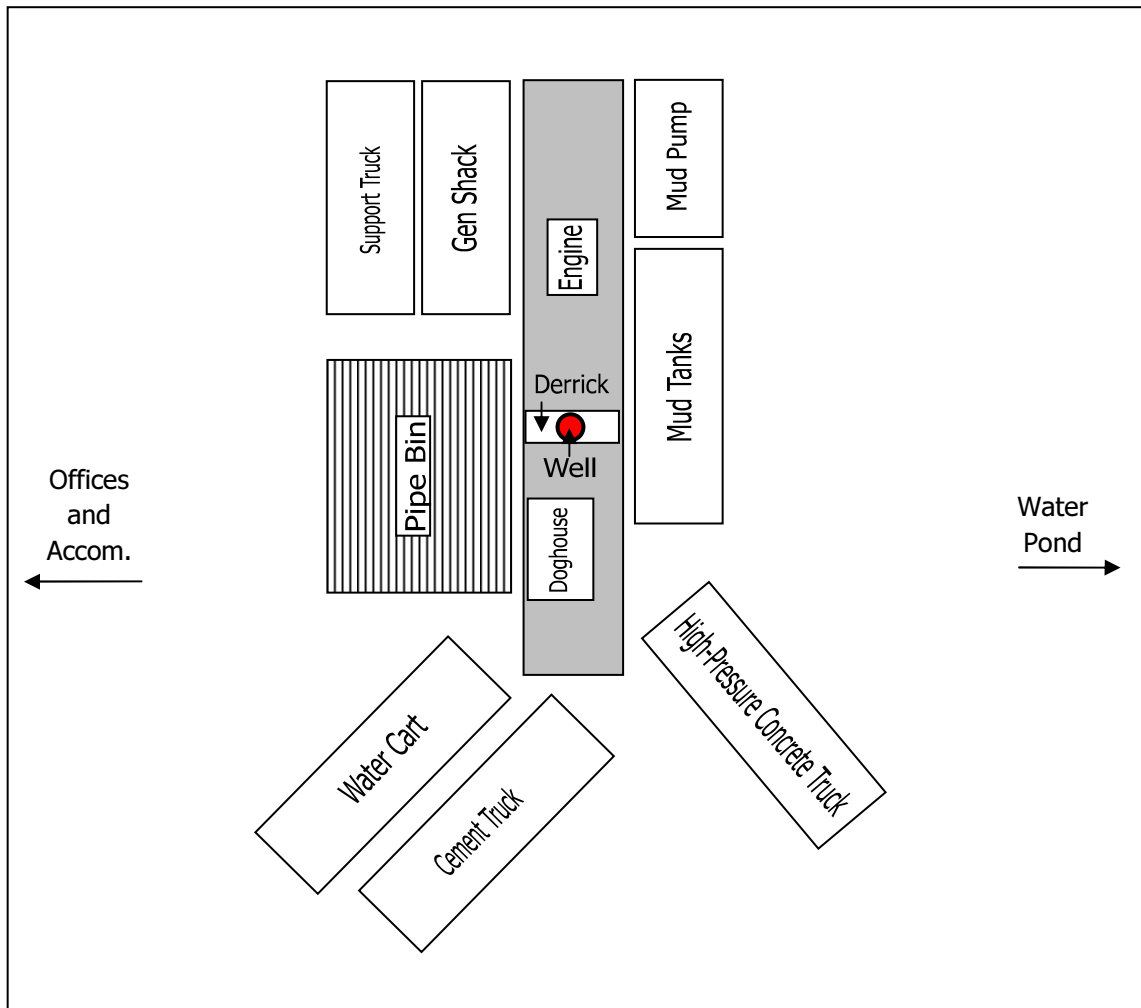 Support Truck
Gen Shack
Engine
Mud Pump
Mud Tanks
Derrick
Well
Pipe Bin
Doghouse
Offices
and
Accom.
Water
Pond
Water Cart
Cement Truck
High-Pressure Concrete Truck